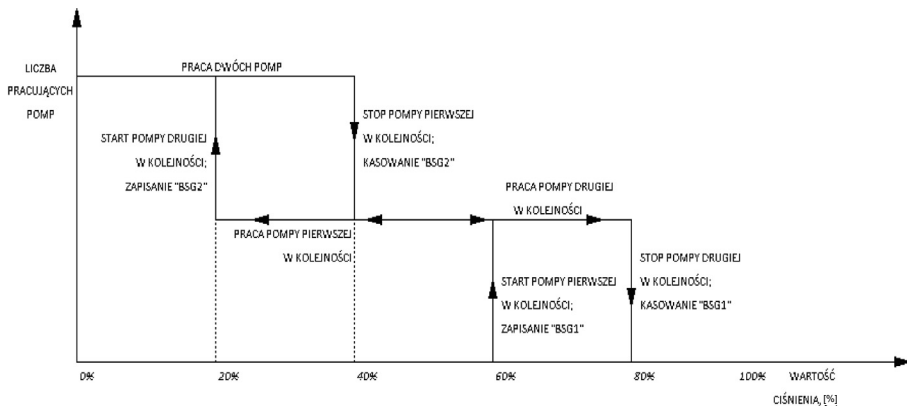 LICZBA
PRACUJĄCYCH
POMP
PRACA DWÓCH POMP
START POMPY DRUGIEJ
W KOLEJNOŚCI;
ZAPISANIE "BSG2"
STOP POMPY PIERWSZEJ
W KOLEJNOŚCI;
KASOWANIE "BSG2"
PRACA POMPY PIERWSZEJ
W KOLEJNOŚCI
PRACA POMPY DRUGIEJ
W KOLEJNOŚCI
START POMPY PIERWSZEJ
W KOLEJNOŚCI;
ZAPISANIE "BSG1"
STOP POMPY DRUGIEJ
W KOLEJNOŚCI;
KASOWANIE "BSG1"
0% 20% 40% 60% 80% 100% WARTOŚĆ
CIŚNIENIA, [%]